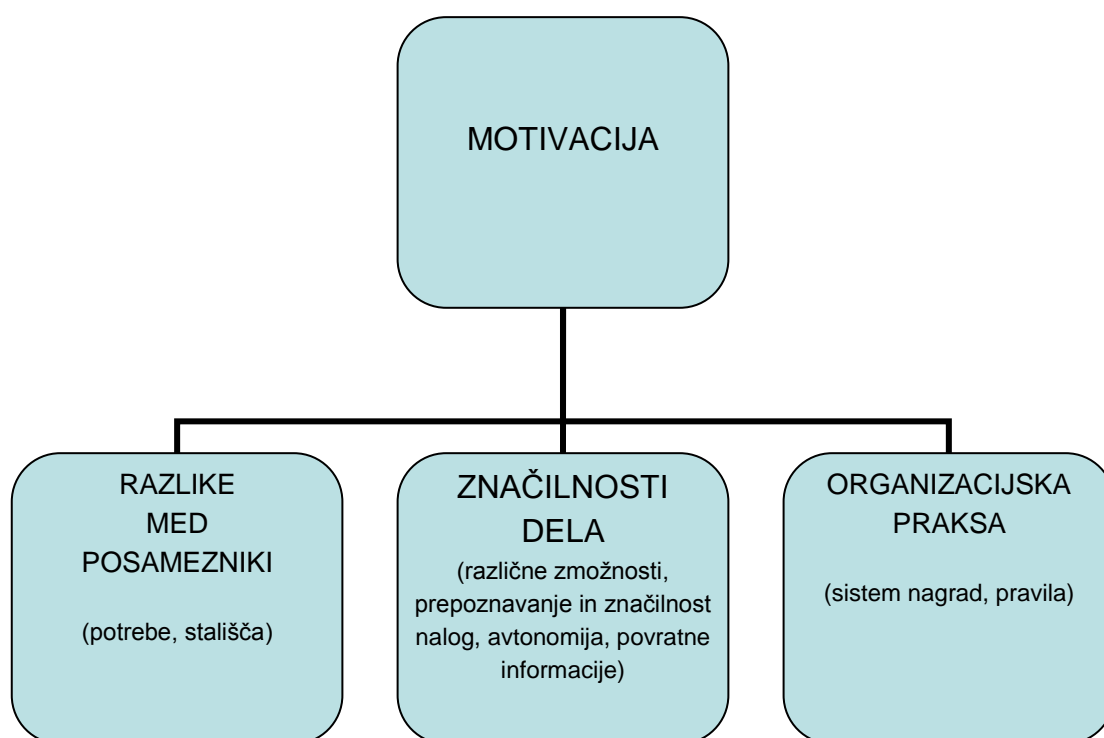 MOTIVACIJA
RAZLIKE
MED
POSAMEZNIKI
(potrebe, stališča)
ZNAČILNOSTI
DELA
(različne zmožnosti,
prepoznavanje in značilnost
nalog, avtonomija, povratne
informacije)
ORGANIZACIJSKA
PRAKSA
(sistem nagrad, pravila)